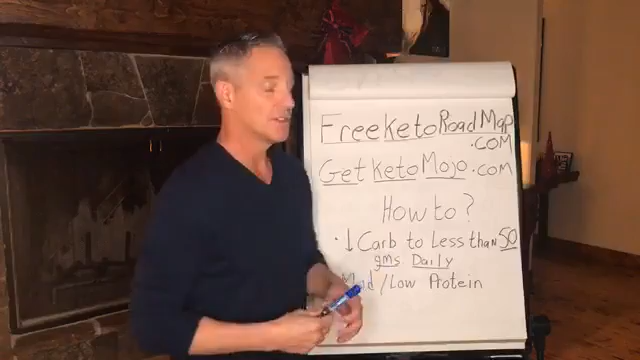 FreeketoRoadMap
.COM
GetketoMojo.COM
How to?
• ↓ Carb to Less than 50
gms Daily
Mod/Low Protein